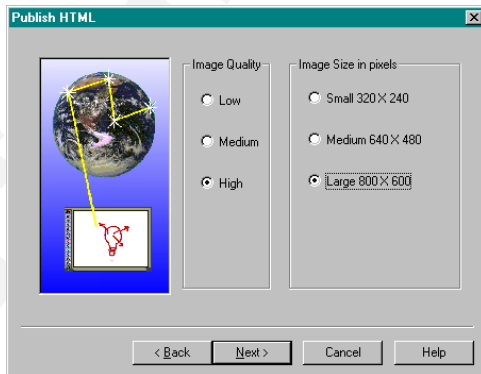 Publish HTML
Image Quality
Low
Medium
High
Image Size in pixels
Small 320 X 240
Medium 640 X 480
Large 800 X 600
< Back
Next >
Cancel
Help